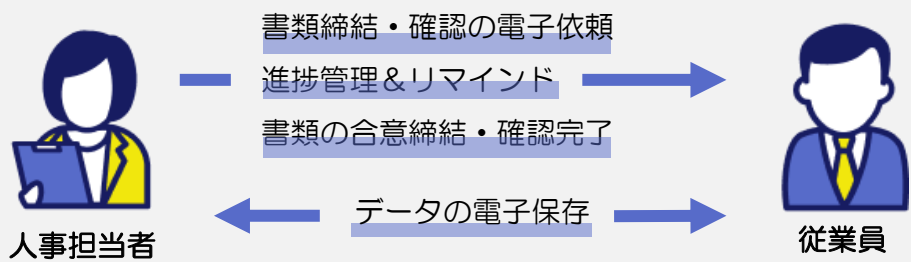 書類締結・確認の電子依頼
進捗管理＆リマインド
書類の合意締結・確認完了
データの電子保存
人事担当者
従業員